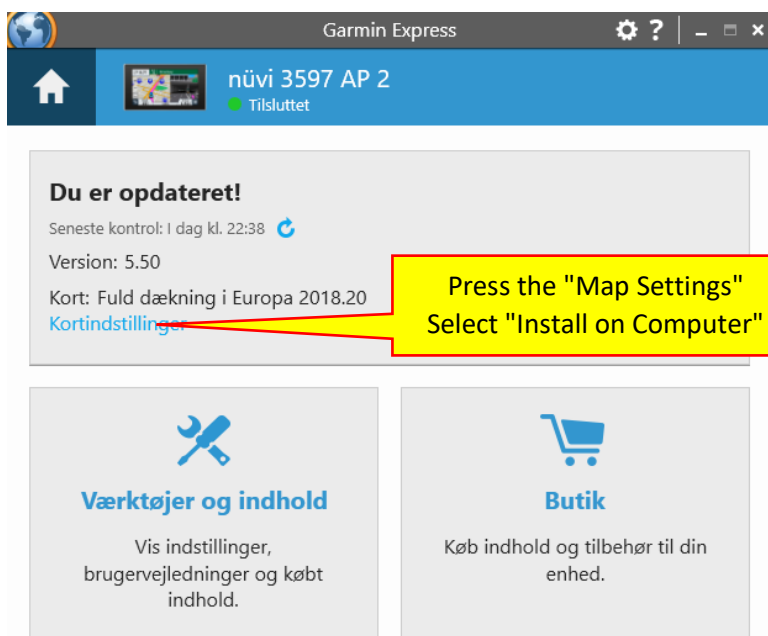 Garmin Express
nüvi 3597 AP 2
Tilsluttet
Du er opdateret!
Seneste kontrol: I dag kl. 22:38
Version: 5.50
Kort: Fuld dækning i Europa 2018.20
Kortindstillinger
Press the "Map Settings"
Select "Install on Computer"
Værktøjer og indhold
Vis indstillinger,
brugervejledninger og købt
indhold.
Butik
Køb indhold og tilbehør til din
enhed.